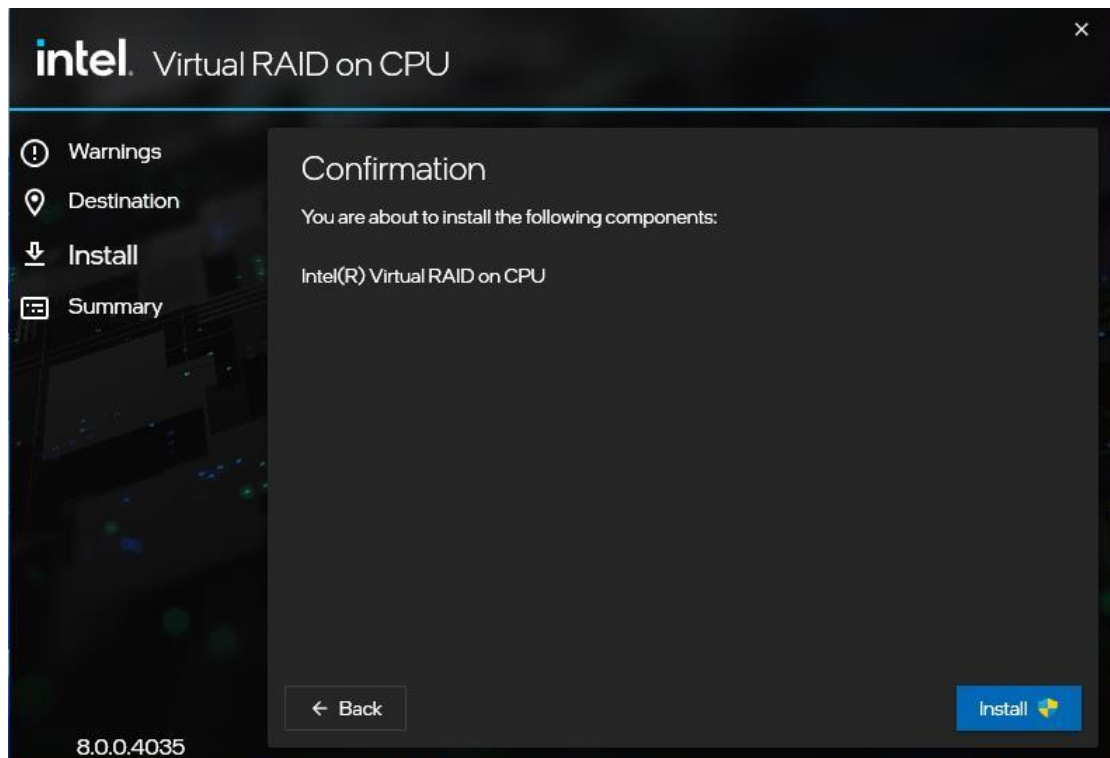 intel. Virtual RAID on CPU
Warnings
Destination
Install
Summary
Confirmation
You are about to install the following components:
Intel(R) Virtual RAID on CPU
Back
Install
8.0.0.4035